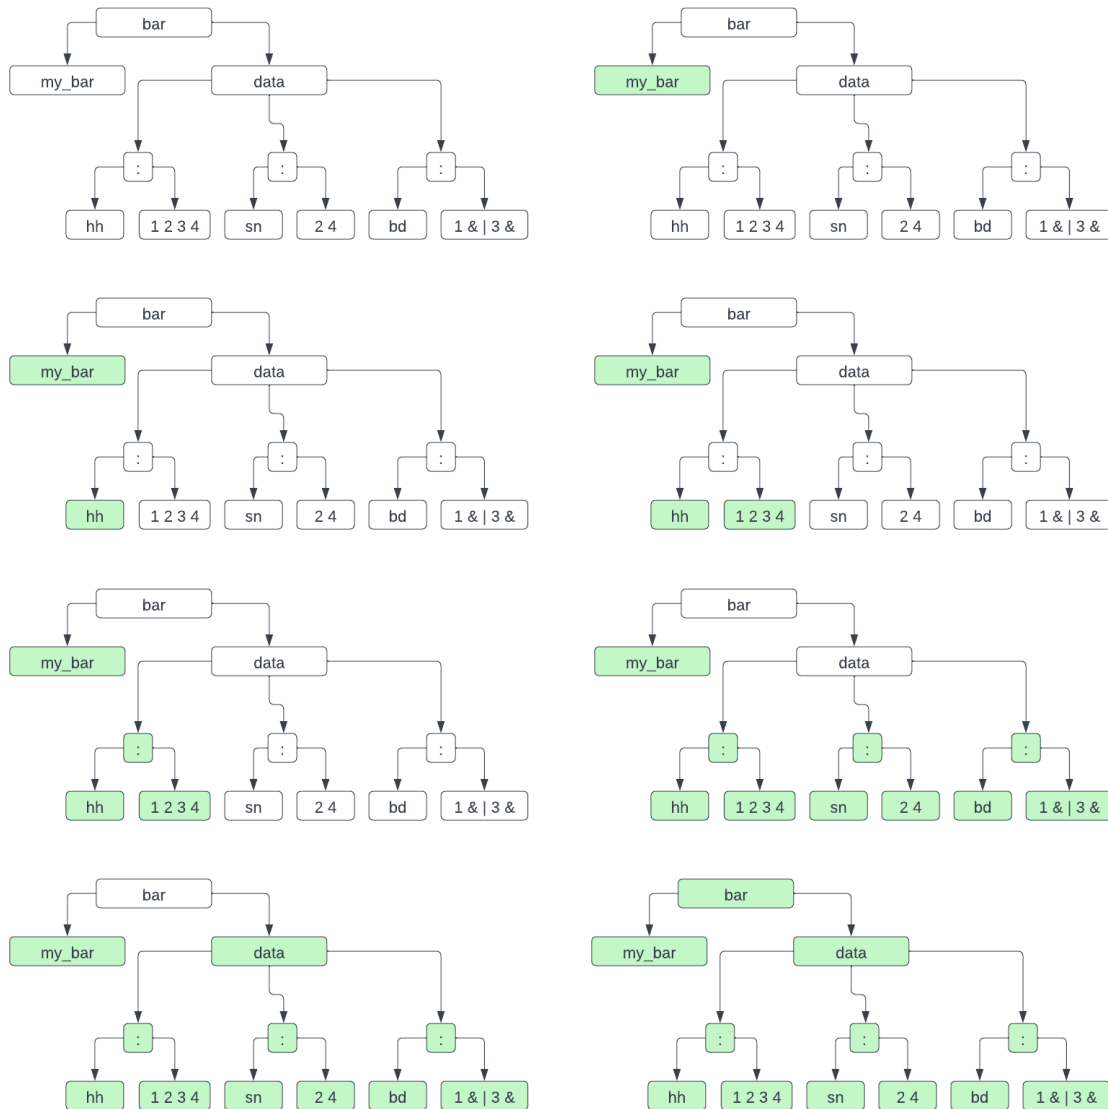 bar bar
my_bar data my_bar data
: : : : : :
hh 1 2 3 4 sn 2 4 bd 1 & | 3 & hh 1 2 3 4 sn 2 4 bd 1 & | 3 &
bar bar
my_bar data my_bar data
: : : : : :
hh 1 2 3 4 sn 2 4 bd 1 & | 3 & hh 1 2 3 4 sn 2 4 bd 1 & | 3 &
bar bar
my_bar data my_bar data
: : : : : :
hh 1 2 3 4 sn 2 4 bd 1 & | 3 & hh 1 2 3 4 sn 2 4 bd 1 & | 3 &
bar bar
my_bar data my_bar data
: : : : : :
hh 1 2 3 4 sn 2 4 bd 1 & | 3 & hh 1 2 3 4 sn 2 4 bd 1 & | 3 &